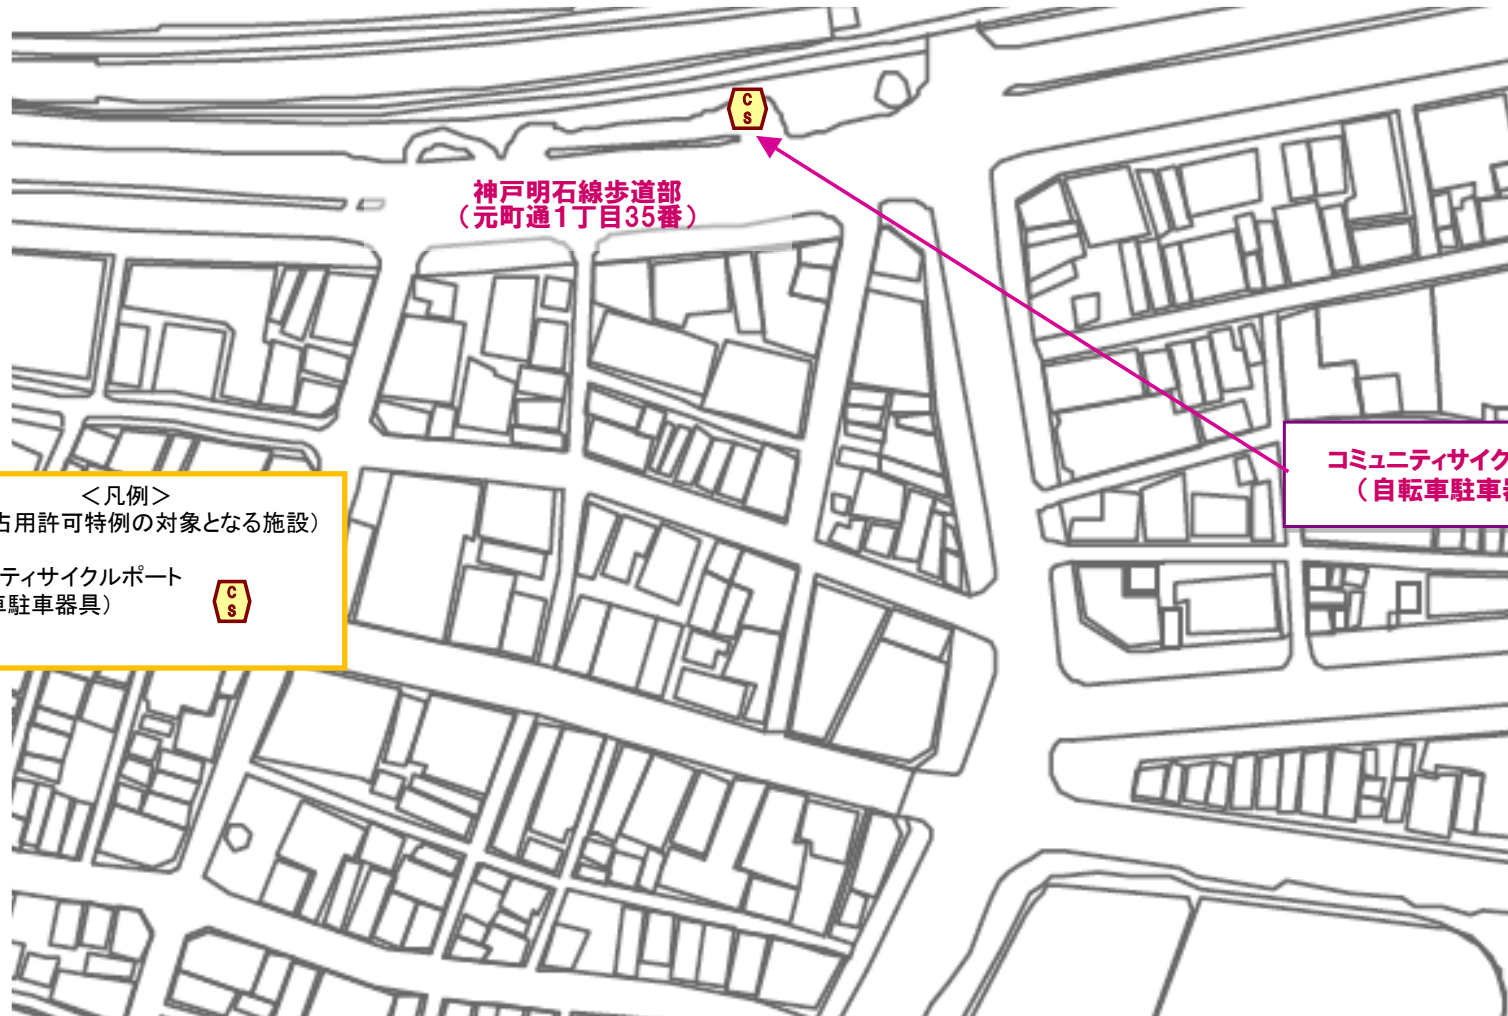 C
S
神戸明石線歩道部
（元町通1丁目35番）
コミュニティサイク
（自転車駐車
＜凡例＞
占用許可特例の対象となる施設）
ティサイクルポート
駐車器具）
C
S